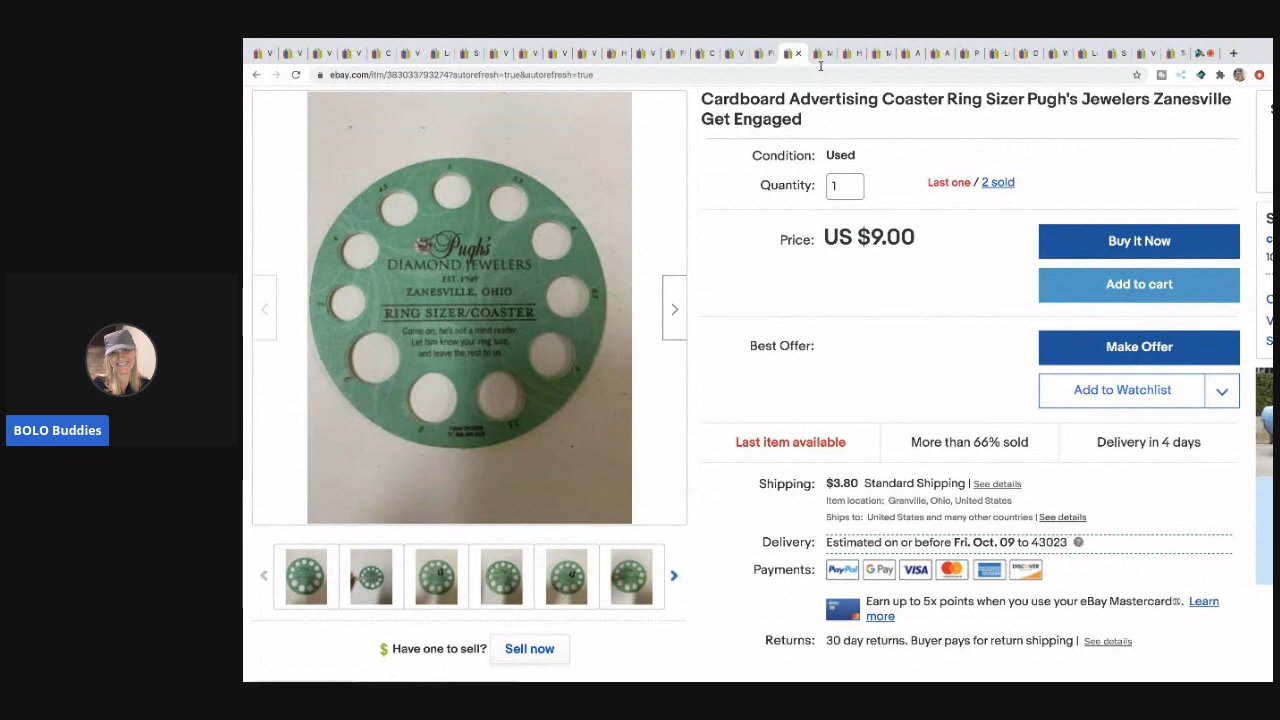 V
V
V
V
C
V
L
S
V
V
V
V
H
V
F
C
V
F
M
H
M
A
A
P
L
D
V
L
S
V
T
ebay.com/itm/383033793274?autorefresh=true&autorefresh=true
Cardboard Advertising Coaster Ring Sizer Pugh's Jewelers Zanesville
Get Engaged
Condition: Used
Quantity: 1 Last one / 2 sold
Price: US $9.00 Buy It Now
Add to cart
Best Offer: Make Offer
Add to Watchlist
Last item available More than 66% sold Delivery in 4 days
Shipping: $3.80 Standard Shipping | See details
Item location: Granville, Ohio, United States
Ships to: United States and many other countries | See details
Delivery: Estimated on or before Fri. Oct. 09 to 43023
Payments: PayPal G Pay VISA
DISCOVER
Earn up to 5x points when you use your eBay Mastercard®. Learn
more
Returns: 30 day returns. Buyer pays for return shipping | See details
Pugh's
DIAMOND JEWELERS
EST. 1949
ZANESVILLE, OHIO
RING SIZER/COASTER
Come on, he's not a mind reader.
Let him know your ring size,
and leave the rest to us.
$ Have one to sell? Sell now
BOLO Buddies